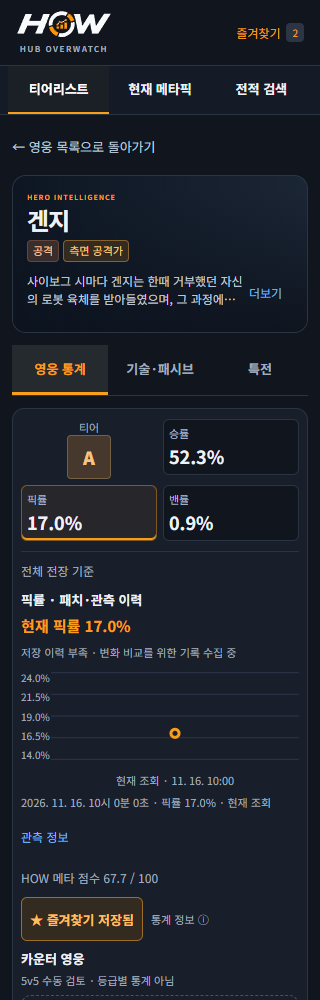 HOW
HUB OVERWATCH
즐겨찾기 2
티어리스트 현재 메타픽 전적 검색
← 영웅 목록으로 돌아가기
HERO INTELLIGENCE
겐지
공격 측면 공격가
사이보그 시마다 겐지는 한때 거부했던 자신
의 로봇 육체를 받아들였으며, 그 과정에… 더보기
영웅 통계 기술·패시브 특전
티어
A
승률
52.3%
픽률
17.0%
밴률
0.9%
전체 전장 기준
픽률 · 패치·관측 이력
현재 픽률 17.0%
저장 이력 부족 · 변화 비교를 위한 기록 수집 중
24.0%
21.5%
19.0%
16.5%
14.0%
현재 조회 · 11. 16. 10:00
2026. 11. 16. 10시 0분 0초 · 픽률 17.0% · 현재 조회
관측 정보
HOW 메타 점수 67.7 / 100
★ 즐겨찾기 저장됨 통계 정보 ⓘ
카운터 영웅
5v5 수동 검토 · 등급별 통계 아님